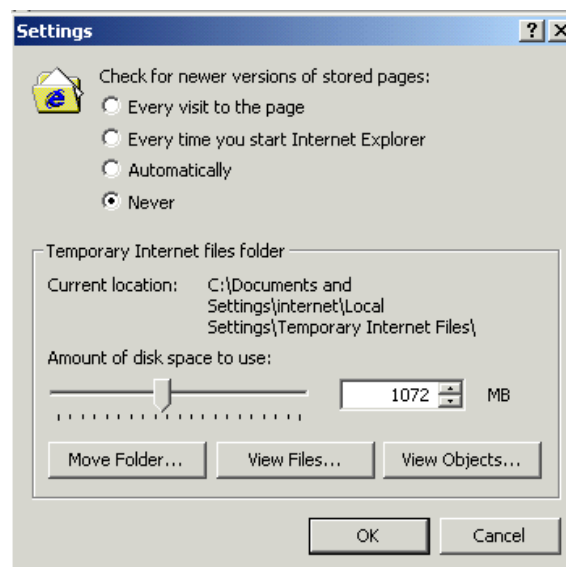 Settings
Check for newer versions of stored pages:
Every visit to the page
Every time you start Internet Explorer
Automatically
Never
Temporary Internet files folder
Current location: C:\Documents and
Settings\internet\Local
Settings\Temporary Internet Files\
Amount of disk space to use:
1072 MB
Move Folder... View Files... View Objects...
OK Cancel